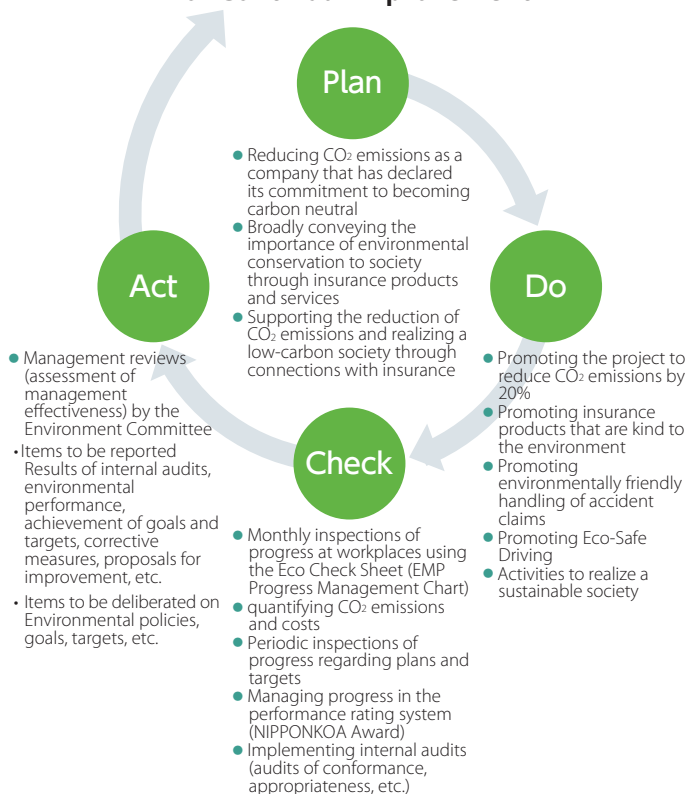 Plan
Reducing CO2 emissions as a
company that has declared
its commitment to becoming
carbon neutral
Broadly conveying the
importance of environmental
conservation to society
through insurance products
and services
Supporting the reduction of
CO2 emissions and realizing a
low-carbon society through
connections with insurance
Do
Promoting the project to
reduce CO2 emissions by
20%
Promoting insurance
products that are kind to
the environment
Promoting
environmentally friendly
handling of accident
claims
Promoting Eco-Safe
Driving
Activities to realize a
sustainable society
Check
Monthly inspections of
progress at workplaces using
the Eco Check Sheet (EMP
Progress Management Chart)
quantifying CO2 emissions
and costs
Periodic inspections of
progress regarding plans and
targets
Managing progress in the
performance rating system
(NIPPONKOA Award)
Implementing internal audits
(audits of conformance,
appropriateness, etc.)
Act
Management reviews
(assessment of
management
effectiveness) by the
Environment Committee
・Items to be reported
Results of internal audits,
environmental
performance,
achievement of goals and
targets, corrective
measures, proposals for
improvement, etc.
・Items to be deliberated on
Environmental policies,
goals, targets, etc.